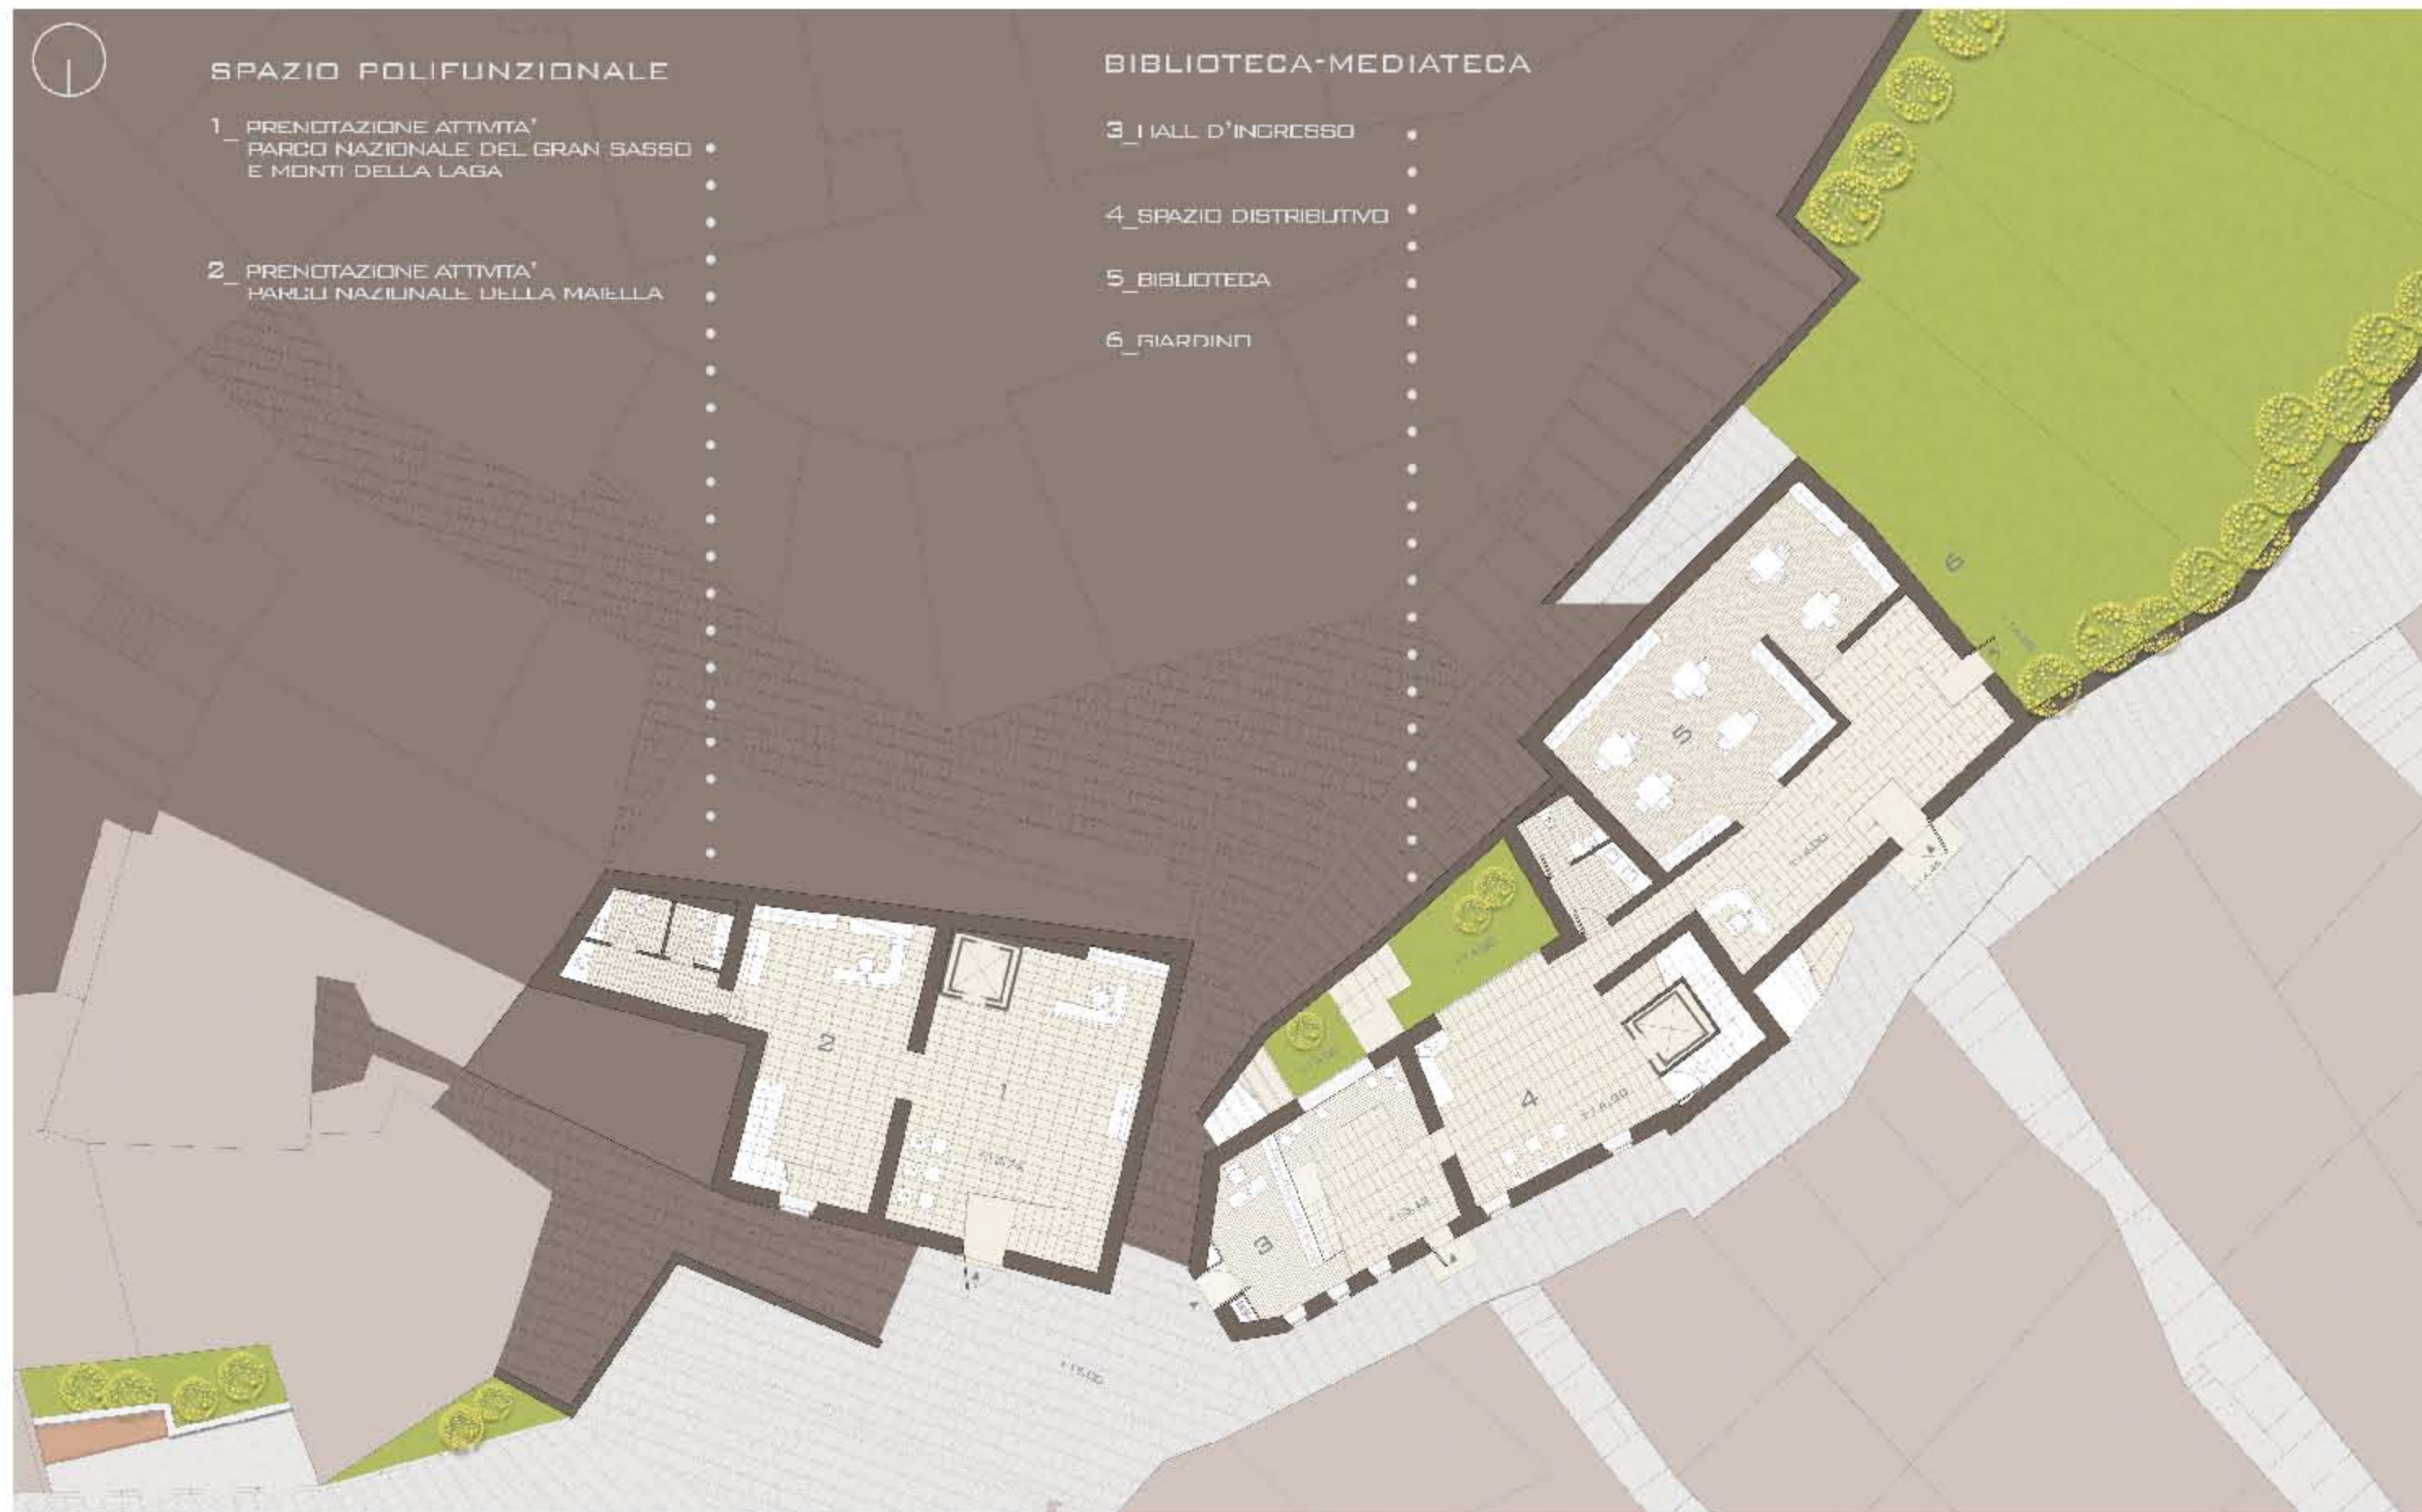 SPAZIO POLIFUNZIONALE
1_ PRENOTAZIONE ATTIVITA'
PARCO NAZIONALE DEL GRAN SASSO
E MONTI DELLA LAGA
2_ PRENOTAZIONE ATTIVITA'
PARCO NAZIONALE DELLA MAIELLA
BIBLIOTECA-MEDIATECA
3_HALL D'INGRESSO
4_SPAZIO DISTRIBUTIVO
5_BIBLIOTECA
6_GIARDINO
6
5
2
1
4
3